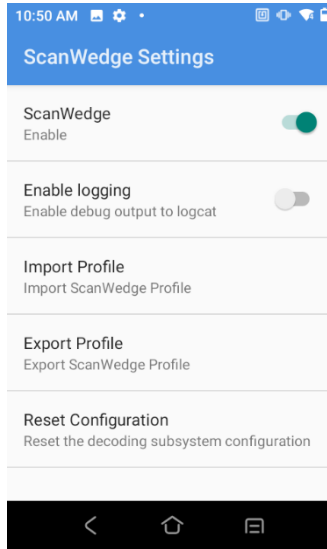 10:50 AM
ScanWedge Settings
ScanWedge
Enable
Enable logging
Enable debug output to logcat
Import Profile
Import ScanWedge Profile
Export Profile
Export ScanWedge Profile
Reset Configuration
Reset the decoding subsystem configuration